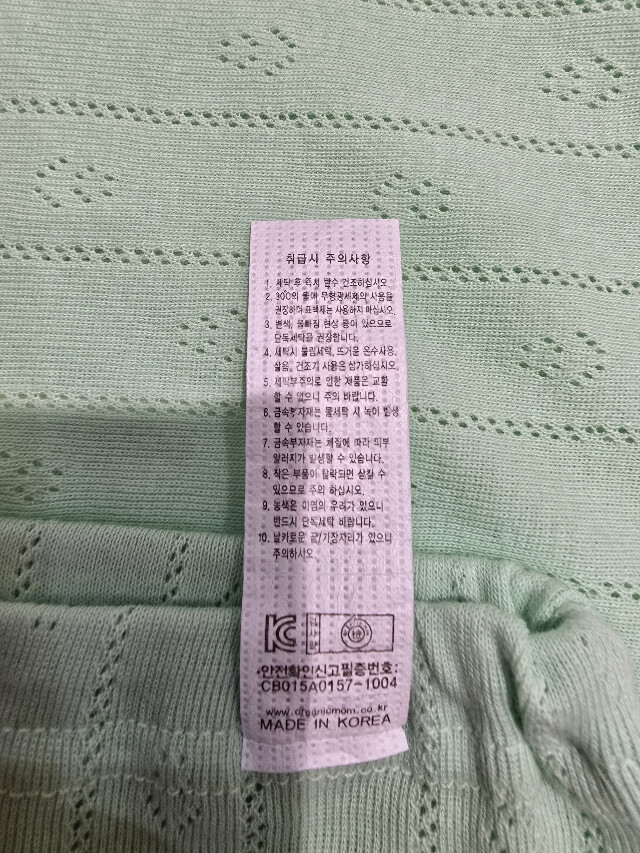 취급시 주의사항
1. 세탁 후 즉시 탈수 건조하십시오.
2. 30C의 물에 무형광세제의 사용을
권장하며 표백제는 사용하지 마십시오.
3. 변색, 물빠짐 현상 등이 있으므로
단독세탁을 권장합니다.
4. 세탁시 불림세탁, 뜨거운 온수사용.
삶음, 건조기 사용은 삼가하십시오.
5. 세탁부주의로 인한 제품은 교환
할 수 없으니 주의 바랍니다.
6. 금속부자재는 물세탁 시 녹이 발생
할 수 있습니다.
7. 금속부자재는 체질에 따라 피부
알러지가 발생할 수 있습니다.
8. 작은 부품이 탈락되면 삼킬 수
있으므로 주의 하십시오.
9. 농색은 이염의 우려가 있으니
반드시 단독세탁 바랍니다.
10. 날카로운 끝/가장자리가 있으니
주의하십시오.
안전확인신고필증번호:
CB015A0157-1004
www.organicmom.co.kr
MADE IN KOREA